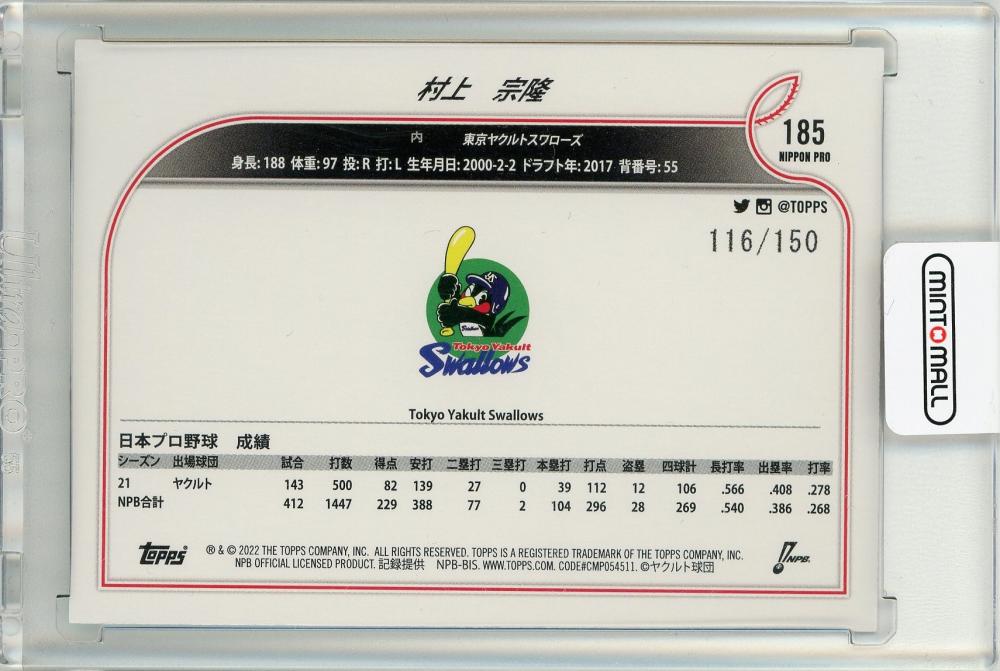 村上 宗隆
185
NIPPON PRO
内 東京ヤクルトスワローズ
身長: 188 体重: 97 投: R 打: L 生年月日: 2000-2-2 ドラフト年: 2017 背番号: 55
@TOPPS
116/150
MINT MALL
Tokyo Yakult
Swallows
Tokyo Yakult Swallows
日本プロ野球 成績
シーズン 出場球団 試合 打数 得点 安打 二塁打 三塁打 本塁打 打点 盗塁 四球計 長打率 出塁率 打率
21 ヤクルト 143 500 82 139 27 0 39 112 12 106 .566 .408 .278
NPB合計 412 1447 229 388 77 2 104 296 28 269 .540 .386 .268
Topps ® & © 2022 THE TOPPS COMPANY, INC. ALL RIGHTS RESERVED. TOPPS IS A REGISTERED TRADEMARK OF THE TOPPS COMPANY, INC.
NPB OFFICIAL LICENSED PRODUCT. 記録提供 NPB-BIS. WWW.TOPPS.COM. CODE#CMP054511. ©ヤクルト球団
NPB